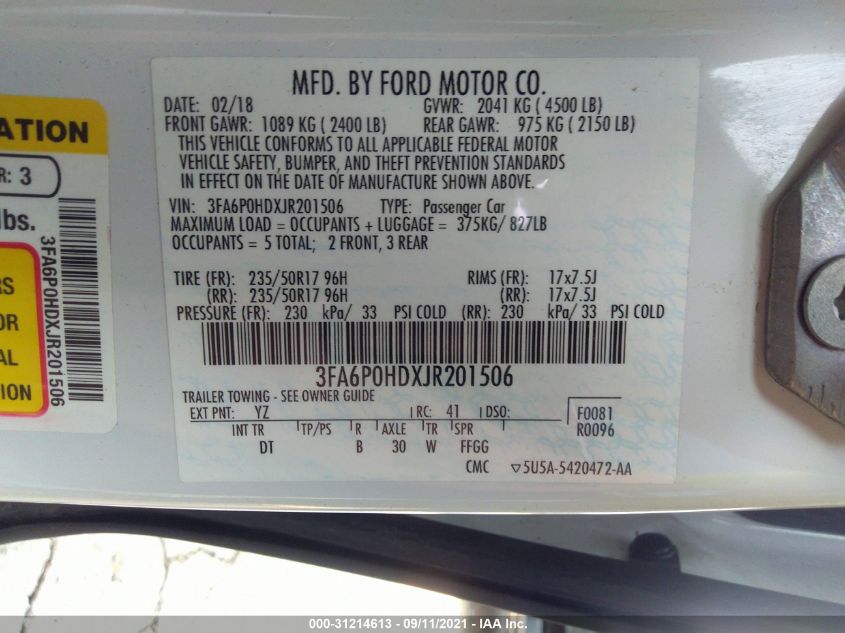 MFD. BY FORD MOTOR CO.
DATE: 02/18 GVWR: 2041 KG ( 4500 LB)
FRONT GAWR: 1089 KG ( 2400 LB) REAR GAWR: 975 KG ( 2150 LB)
THIS VEHICLE CONFORMS TO ALL APPLICABLE FEDERAL MOTOR
VEHICLE SAFETY, BUMPER, AND THEFT PREVENTION STANDARDS
IN EFFECT ON THE DATE OF MANUFACTURE SHOWN ABOVE.
VIN: 3FA6P0HDXJR201506 TYPE: Passenger Car
MAXIMUM LOAD = OCCUPANTS + LUGGAGE = 375KG/ 827LB
OCCUPANTS = 5 TOTAL; 2 FRONT, 3 REAR
TIRE (FR): 235/50R17 96H RIMS (FR): 17x7.5J
(RR): 235/50R17 96H (RR): 17x7.5J
PRESSURE (FR): 230 kPa/ 33 PSI COLD (RR): 230 kPa/ 33 PSI COLD
3FA6P0HDXJR201506
TRAILER TOWING - SEE OWNER GUIDE
EXT PNT: YZ RC: 41 DSO: F0081
INT TR TP/PS R AXLE TR SPR R0096
DT B 30 W FFGG
CMC ▽5U5A-5420472-AA
ATION
R: 3
lbs.
RS
OR
AL
S
3FA6P0HDXJR201506
000-31214613 - 09/11/2021 - IAA Inc.